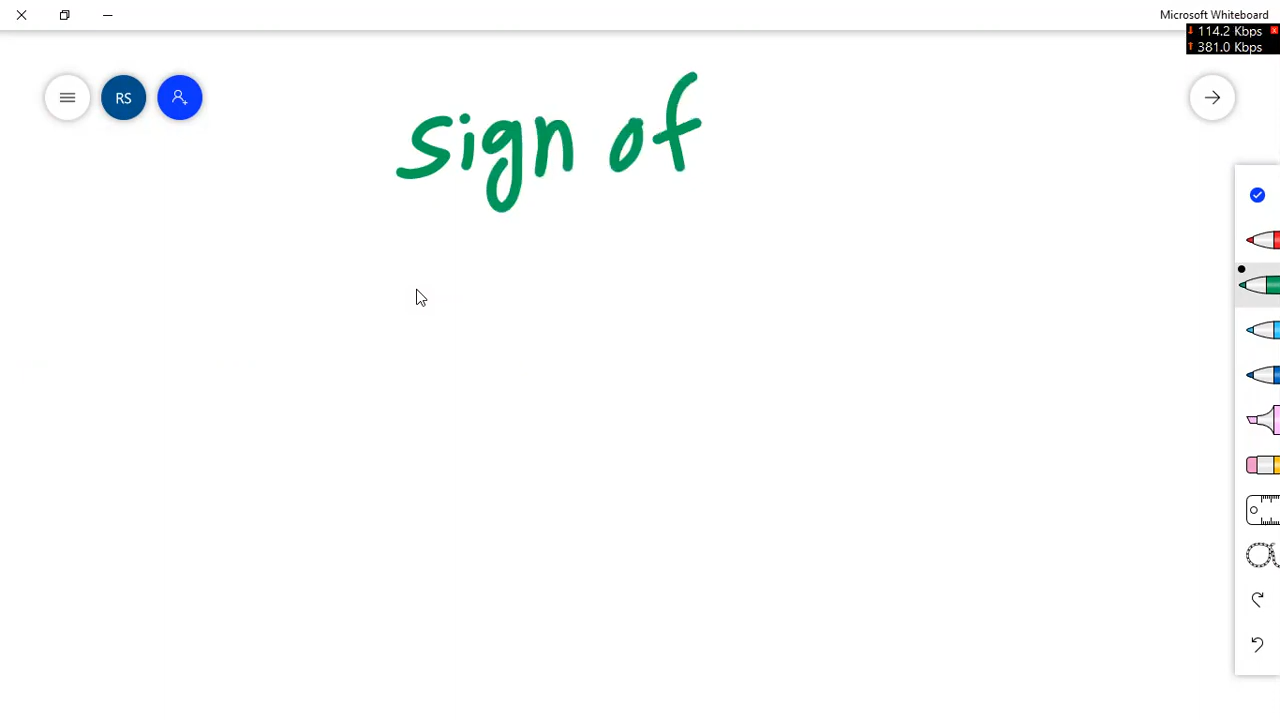 Microsoft Whiteboard
114.2 Kbps
381.0 Kbps
RS
sign of